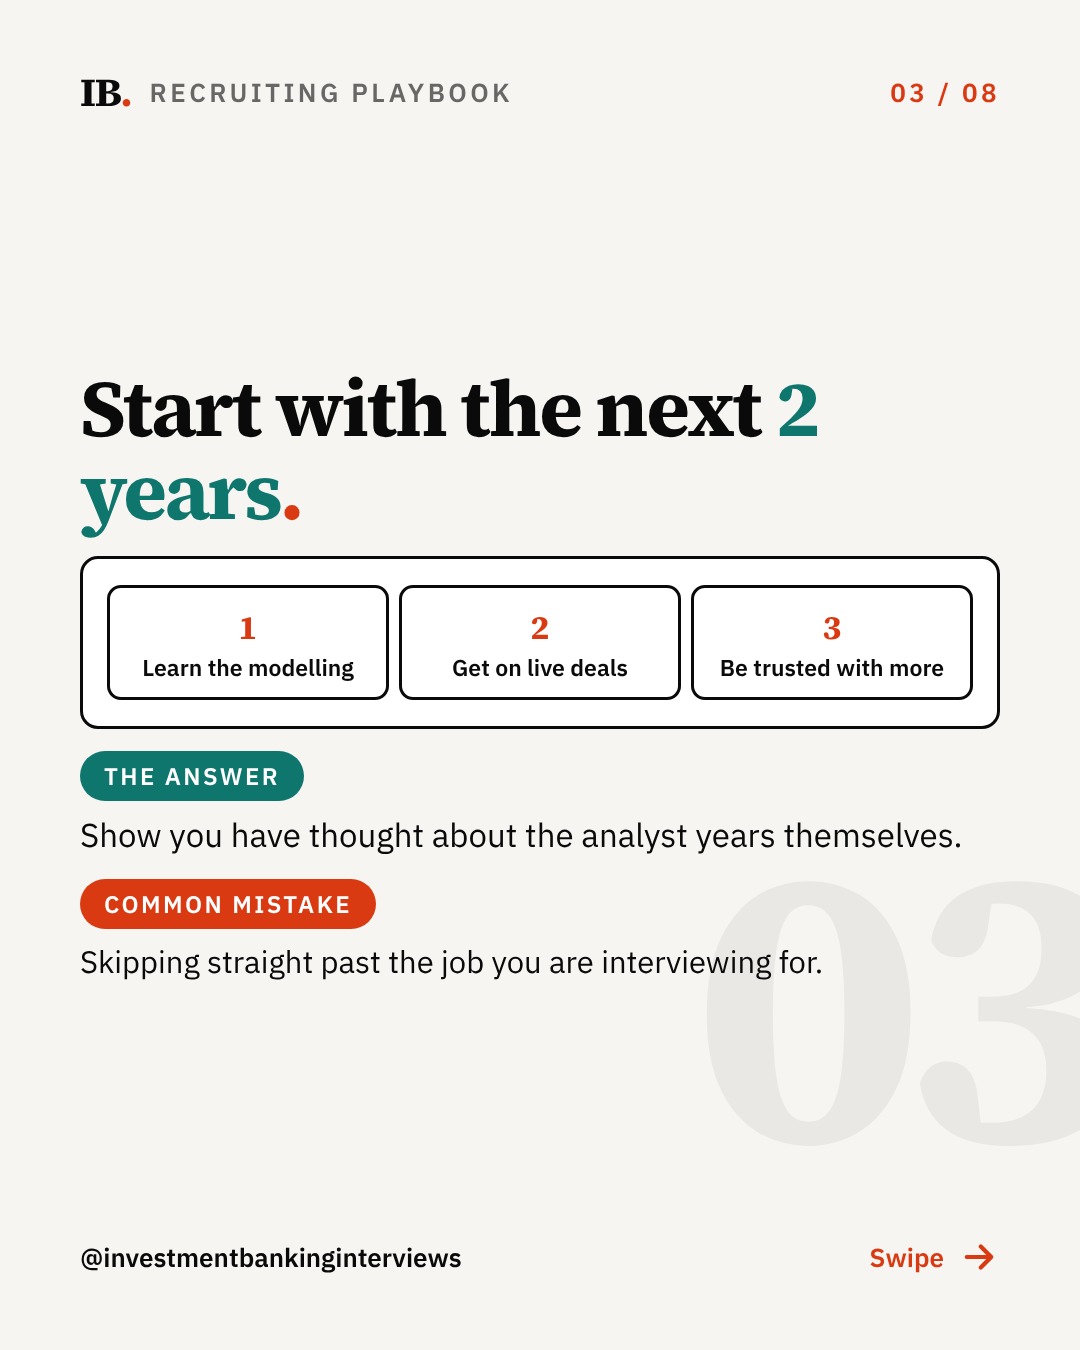 IB. RECRUITING PLAYBOOK 03 / 08
Start with the next 2
years.
1 2 3
Learn the modelling Get on live deals Be trusted with more
THE ANSWER
Show you have thought about the analyst years themselves.
COMMON MISTAKE
Skipping straight past the job you are interviewing for.
03
@investmentbankinginterviews Swipe →